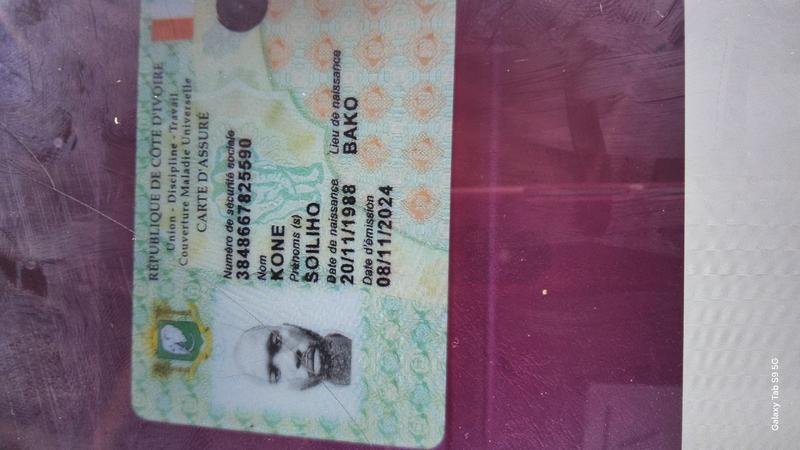 RÉPUBLIQUE DE CÔTE D'IVOIRE
Union - Discipline - Travail
Couverture Maladie Universelle
CARTE D'ASSURÉ
Numéro de sécurité sociale
3848667825590
Nom
KONE
Prénoms (s)
SOILIHO
Date de naissance Lieu de naissance
20/11/1988 BAKO
Date d'émission
08/11/2024
Galaxy Tab S9 5G